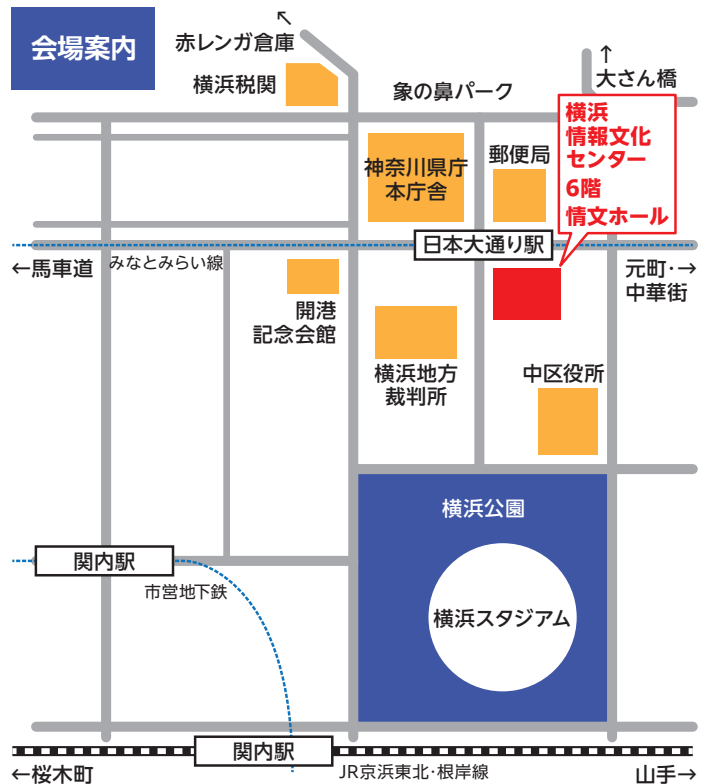 会場案内
↖
赤レンガ倉庫
横浜税関
象の鼻パーク
↑
大さん橋
横浜
情報文化
センター
6階
情文ホール
神奈川県庁
本庁舎
郵便局
日本大通り駅
←馬車道
みなとみらい線
元町・→
中華街
開港
記念会館
横浜地方
裁判所
中区役所
横浜公園
横浜スタジアム
関内駅
市営地下鉄
関内駅
←桜木町
JR京浜東北・根岸線
山手→